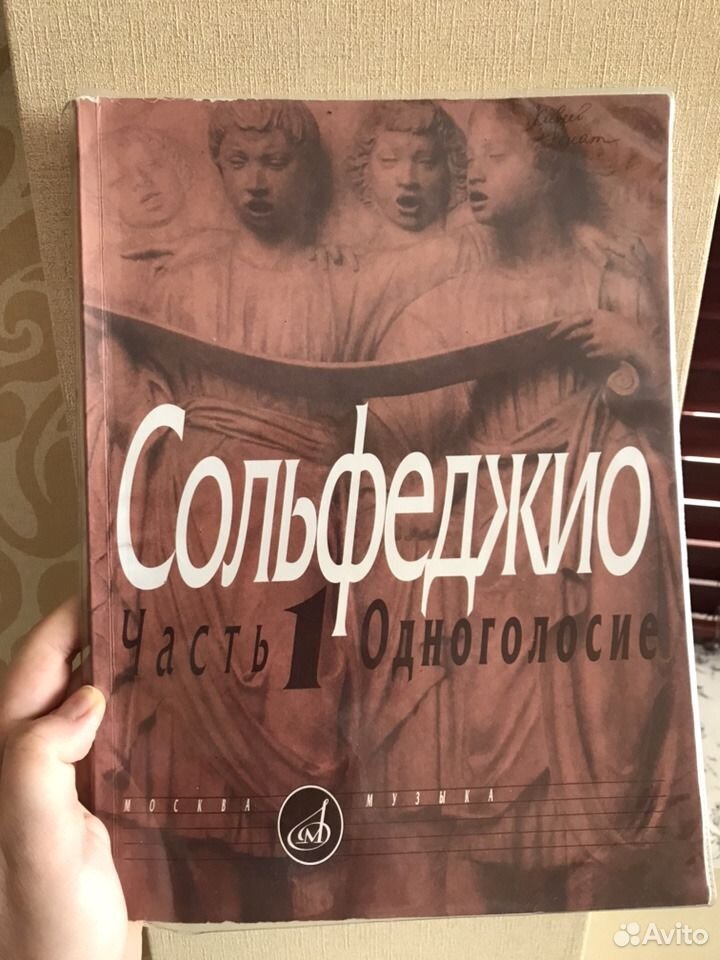 Сольфеджио
Часть 1 Одноголосие
МОСКВА МУЗЫКА
Avito